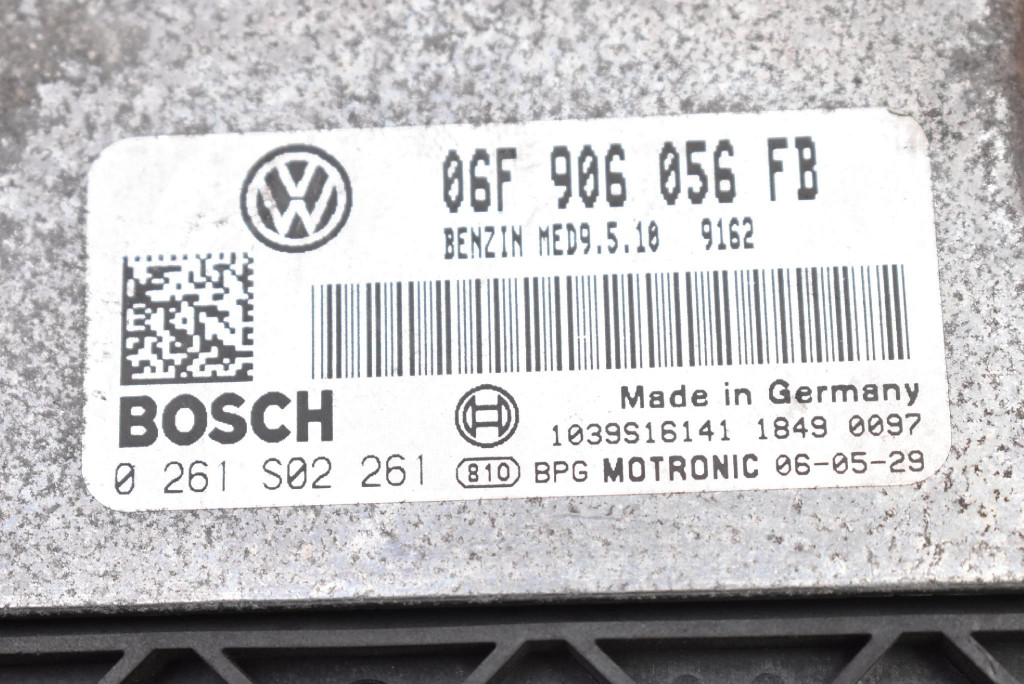 06F 906 056 FB
BENZIN MED9.5.10 9162
BOSCH
Made in Germany
1039S16141 1849 0097
0 261 S02 261 810 BPG MOTRONIC 06-05-29